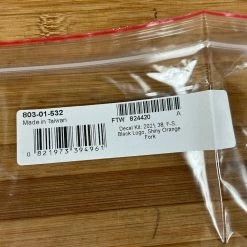 803-01-532
Made in Taiwan
FTW 824420 A
Decal Kit: 2021 38, F-S,
Black Logo, Shiny Orange
Fork
0 821973 394961